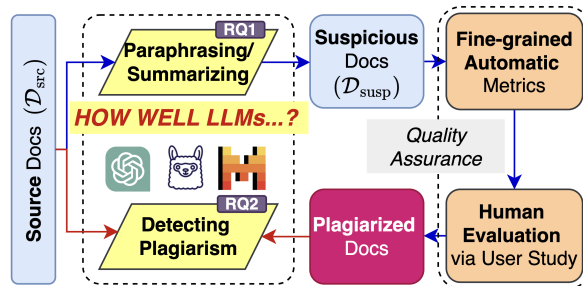 Source Docs (𝒟src)
RQ1
Paraphrasing/
Summarizing
HOW WELL LLMs...?
RQ2
Detecting
Plagiarism
Suspicious
Docs
(𝒟susp)
Fine-grained
Automatic
Metrics
Quality
Assurance
Human
Evaluation
via User Study
Plagiarized
Docs